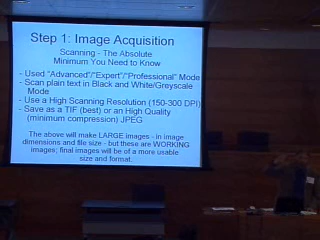 Step 1: Image Acquisition
Scanning - The Absolute
Minimum You Need to Know
- Used "Advanced"/"Expert"/"Professional" Mode
- Scan plain text in Black and White/Greyscale
Mode
- Use a High Scanning Resolution (150-300 DPI)
- Save as a TIF (best) or an High Quality
(minimum compression) JPEG
The above will make LARGE images - in image
dimensions and file size - but these are WORKING
images; final images will be of a more usable
size and format.